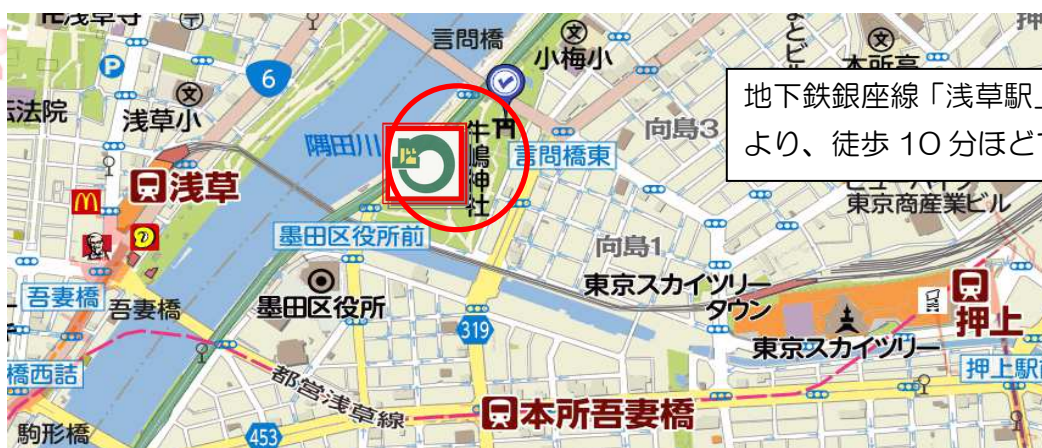 言問橋
小梅小
6
P
浅草小
法院
隅田川
牛嶋神社
向島3
言問橋東
地下鉄銀座線「浅草駅」
より、徒歩 10 分ほどで
東京商産業ビル
浅草
墨田区役所前
向島1
吾妻橋
吾妻橋
墨田区役所
東京スカイツリー
タウン
319
東京スカイツリー
押上
押上駅前
橋西詰
都営浅草線
本所吾妻橋
駒形橋
453